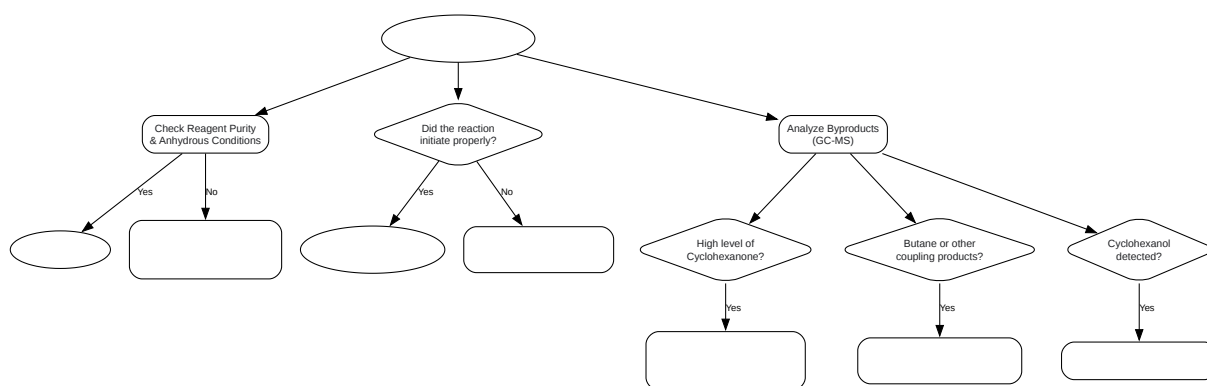 Check Reagent Purity
& Anhydrous Conditions
Did the reaction
initiate properly?
Analyze Byproducts
(GC-MS)
Yes
No
Yes
No
High level of
Cyclohexanone?
Butane or other
coupling products?
Cyclohexanol
detected?
Yes
Yes
Yes